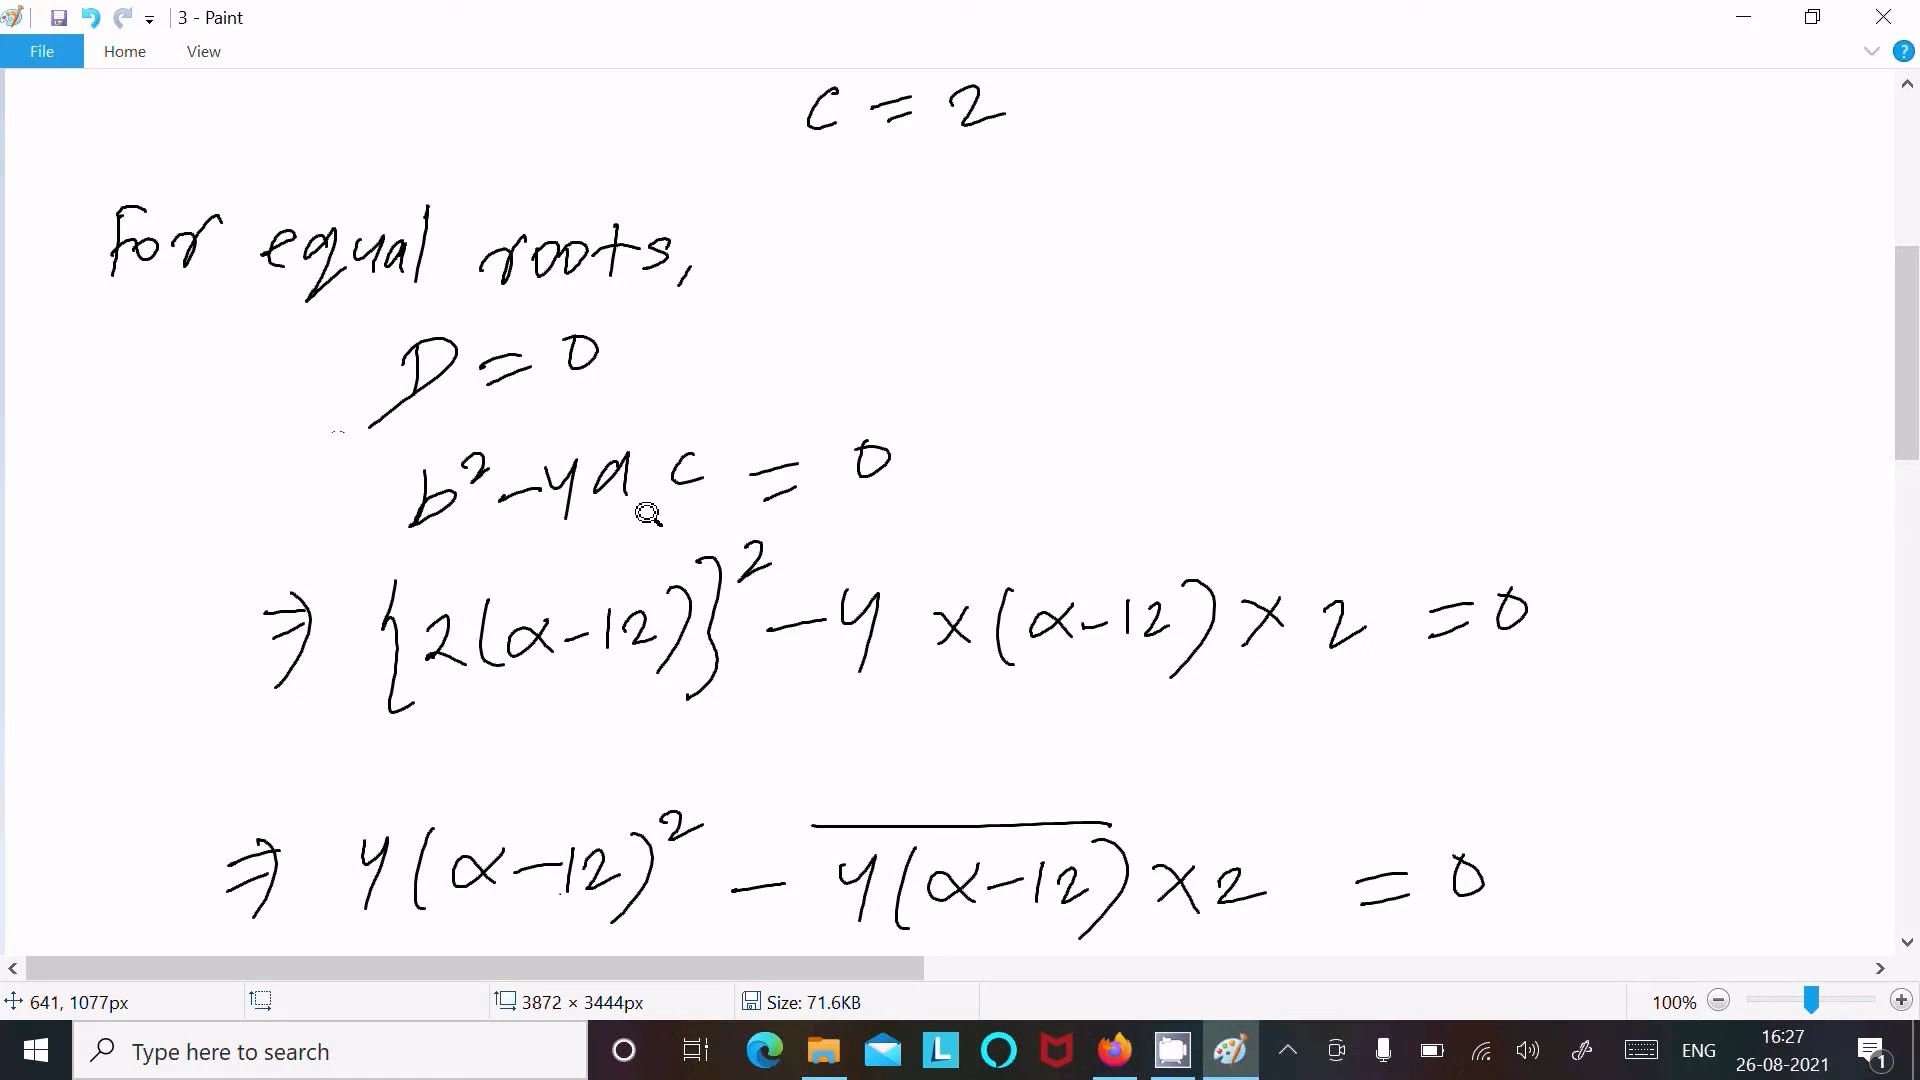 3 - Paint
File Home View
c = 2
For equal roots,
D = 0
b² - 4ac = 0
⇒ {2(α-12)}² - 4 × (α-12) × 2 = 0
⇒ 4(α-12)² - 4(α-12) × 2 = 0
641, 1077px 3872 × 3444px Size: 71.6KB 100%
Type here to search ENG 16:27
26-08-2021 1